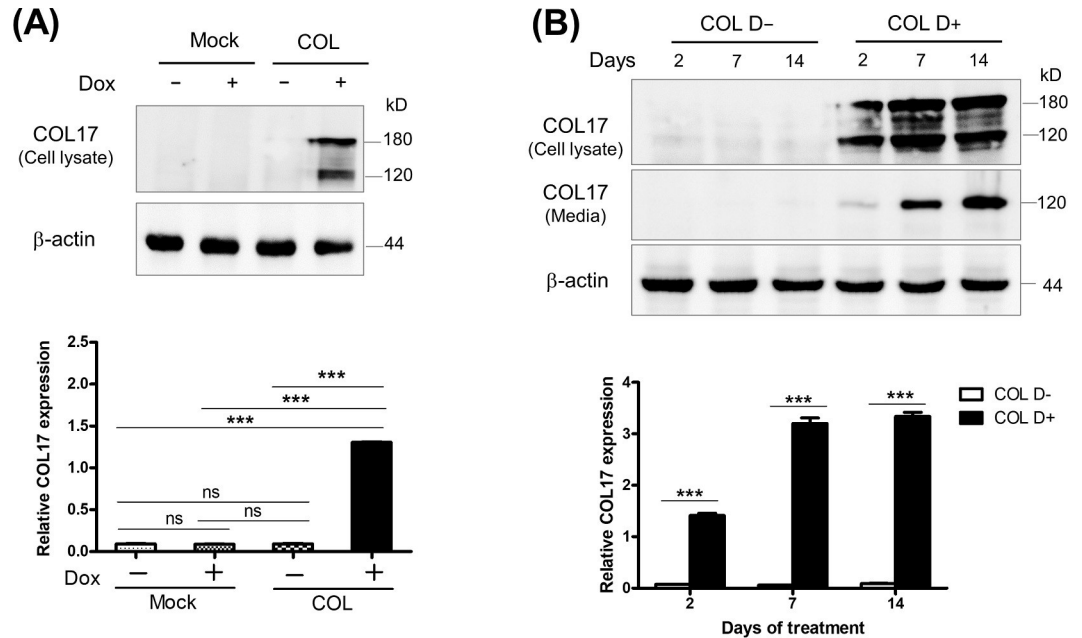 (A)
Mock COL
Dox – + – +
kD
COL17
(Cell lysate)
180
120
β-actin
44
Relative COL17 expression
2.5
2.0
1.5
1.0
0.5
0.0
***
***
***
ns
ns
ns
Dox – + – +
Mock COL
(B)
COL D– COL D+
Days 2 7 14 2 7 14
kD
COL17
(Cell lysate)
180
120
COL17
(Media)
120
β-actin
44
Relative COL17 expression
4
3
2
1
0
***
***
***
COL D-
COL D+
2 7 14
Days of treatment